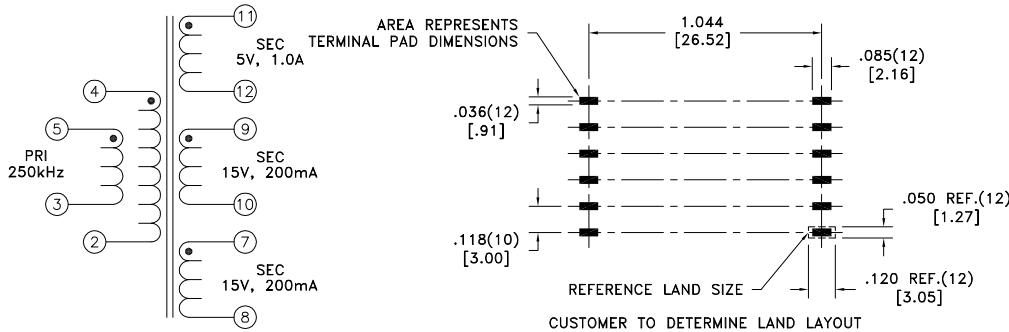 11
SEC
5V, 1.0A
12
4
5
PRI
250kHz
3
2
9
SEC
15V, 200mA
10
7
SEC
15V, 200mA
8
AREA REPRESENTS
TERMINAL PAD DIMENSIONS
1.044
[26.52]
.085(12)
[2.16]
.036(12)
[.91]
.118(10)
[3.00]
.050 REF.(12)
[1.27]
.120 REF.(12)
[3.05]
REFERENCE LAND SIZE
CUSTOMER TO DETERMINE LAND LAYOUT